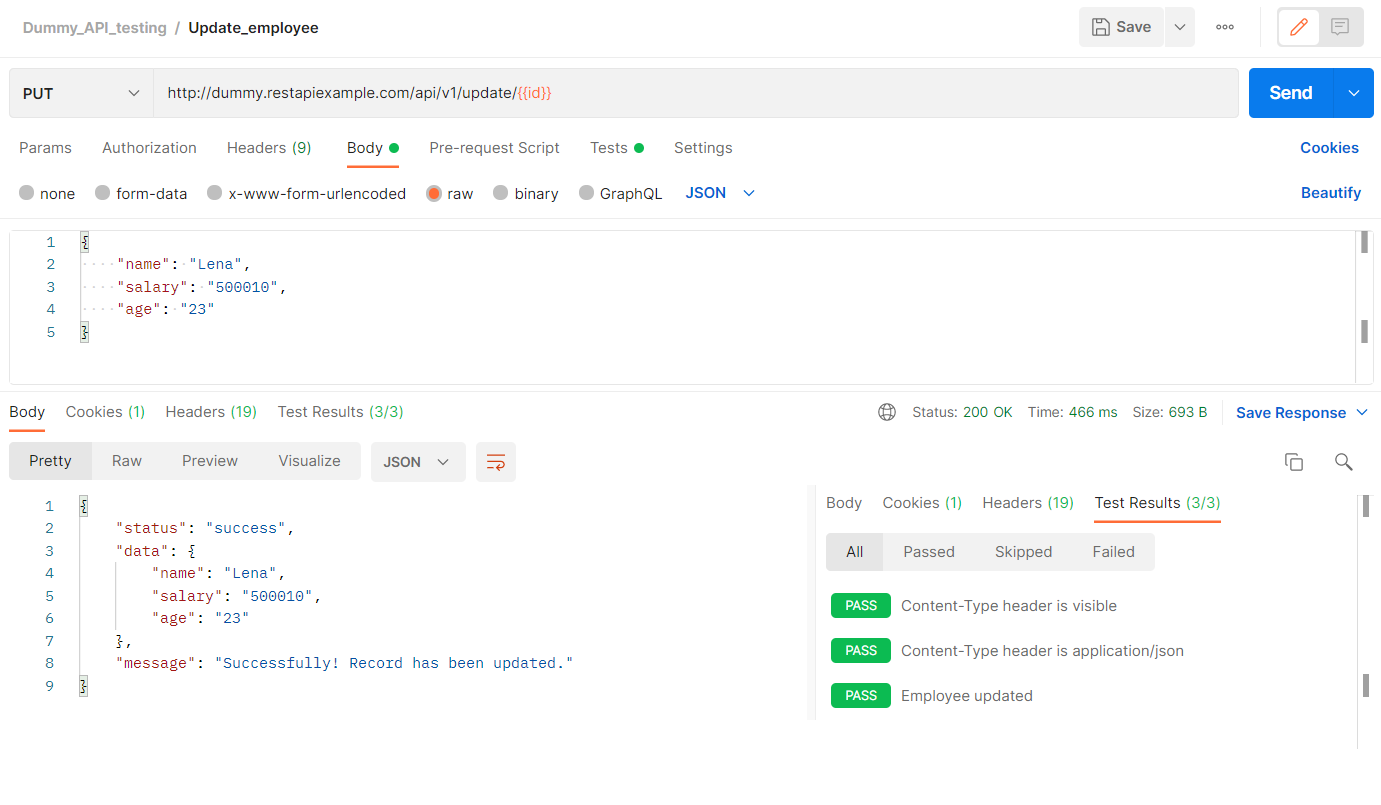 Dummy_API_testing / Update_employee
Save
PUT
http://dummy.restapiexample.com/api/v1/update/{{id}}
Send
Params Authorization Headers (9) Body Pre-request Script Tests Settings Cookies
none form-data x-www-form-urlencoded raw binary GraphQL JSON Beautify
1 {
2 "name": "Lena",
3 "salary": "500010",
4 "age": "23"
5 }
Body Cookies (1) Headers (19) Test Results (3/3) Status: 200 OK Time: 466 ms Size: 693 B Save Response
Pretty Raw Preview Visualize JSON
1 {
2 "status": "success",
3 "data": {
4 "name": "Lena",
5 "salary": "500010",
6 "age": "23"
7 },
8 "message": "Successfully! Record has been updated."
9 }
Body Cookies (1) Headers (19) Test Results (3/3)
All Passed Skipped Failed
PASS Content-Type header is visible
PASS Content-Type header is application/json
PASS Employee updated